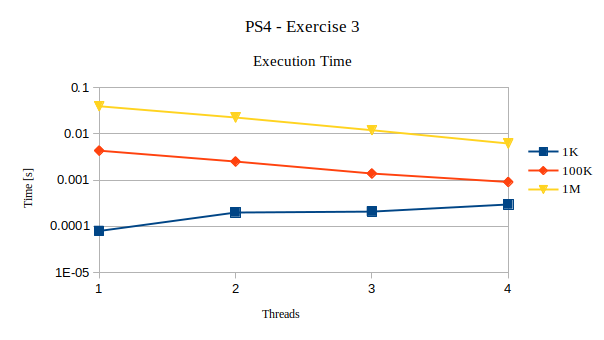 PS4 - Exercise 3
Execution Time
0.1
0.01
0.001
0.0001
1E-05
Time [s]
1 2 3 4
Threads
1K
100K
1M